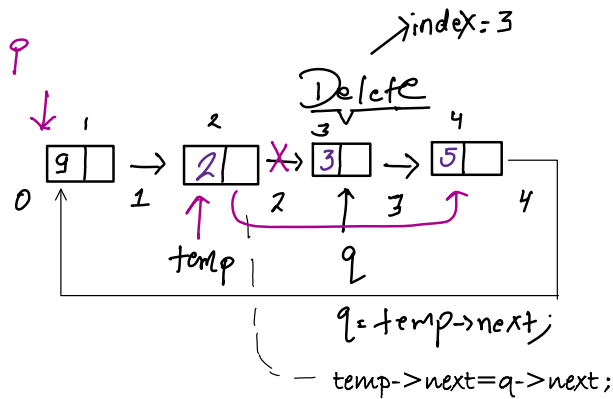 index=3
P
Delete
1 2 3 4
9 2 3 5
0 1 2 3 4
temp q
q=temp->next;
temp->next=q->next;